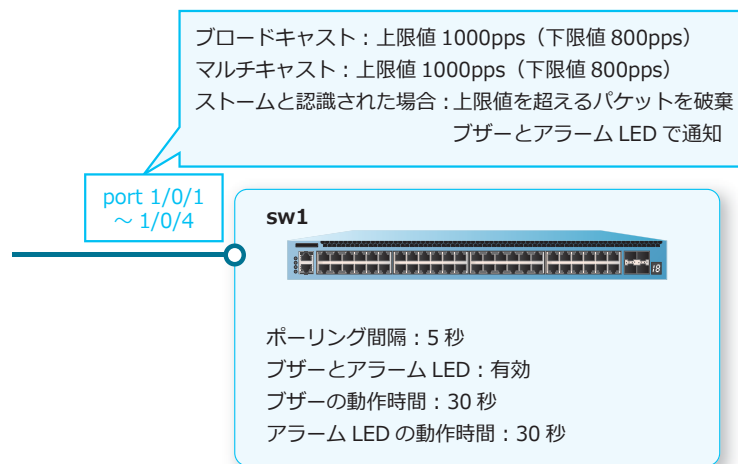 ブロードキャスト：上限値 1000pps（下限値 800pps）
マルチキャスト：上限値 1000pps（下限値 800pps）
ストームと認識された場合：上限値を超えるパケットを破棄
ブザーとアラーム LED で通知
port 1/0/1
～ 1/0/4
sw1
18
ポーリング間隔：5 秒
ブザーとアラーム LED：有効
ブザーの動作時間：30 秒
アラーム LED の動作時間：30 秒